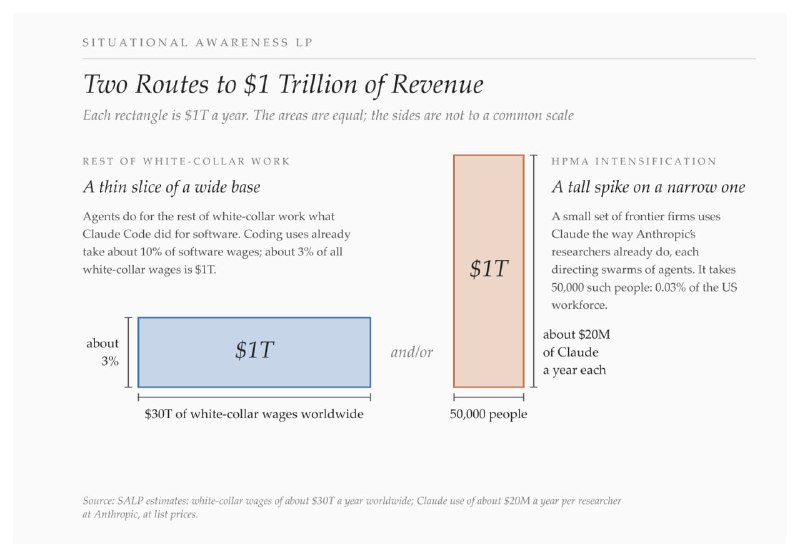 SITUATIONAL AWARENESS LP
Two Routes to $1 Trillion of Revenue
Each rectangle is $1T a year. The areas are equal; the sides are not to a common scale
REST OF WHITE-COLLAR WORK
A thin slice of a wide base
Agents do for the rest of white-collar work what
Claude Code did for software. Coding uses already
take about 10% of software wages; about 3% of all
white-collar wages is $1T.
about
3%
$1T
$30T of white-collar wages worldwide
and/or
$1T
50,000 people
HPMA INTENSIFICATION
A tall spike on a narrow one
A small set of frontier firms uses
Claude the way Anthropic's
researchers already do, each
directing swarms of agents. It takes
50,000 such people: 0.03% of the US
workforce.
about $20M
of Claude
a year each
Source: SALP estimates: white-collar wages of about $30T a year worldwide; Claude use of about $20M a year per researcher
at Anthropic, at list prices.